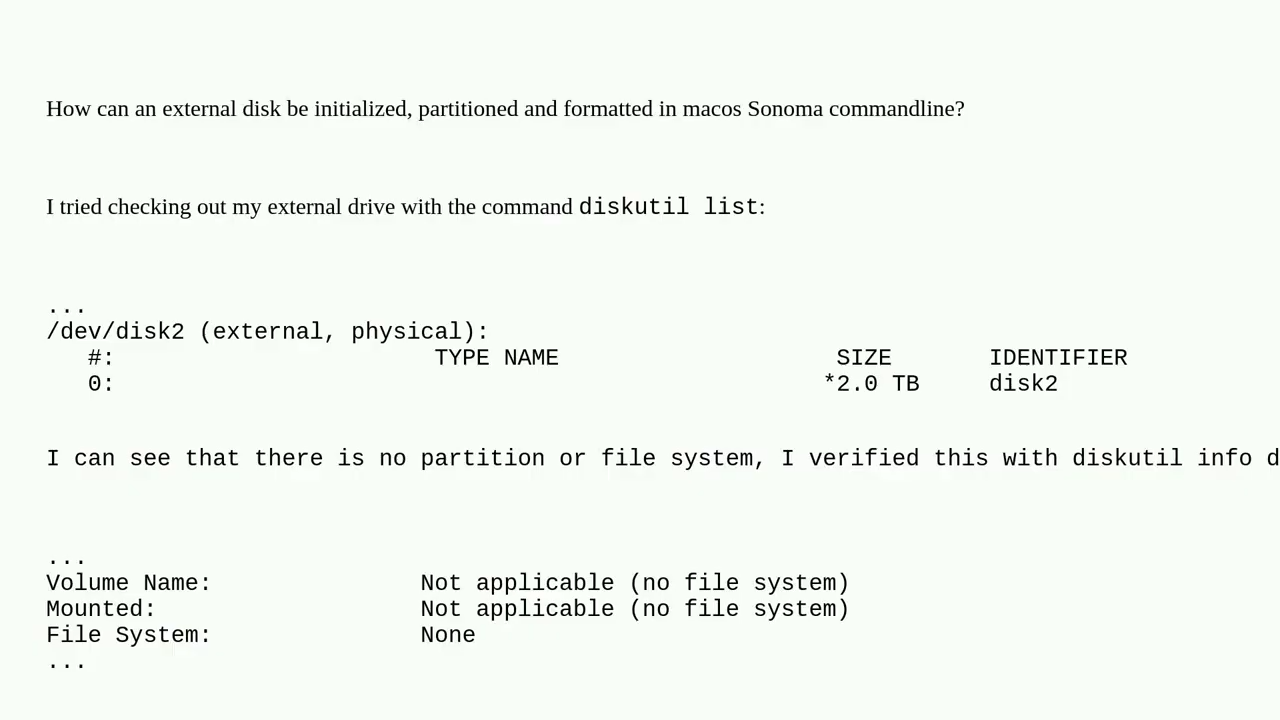 How can an external disk be initialized, partitioned and formatted in macos Sonoma commandline?
I tried checking out my external drive with the command diskutil list:
...
/dev/disk2 (external, physical):
   #:                       TYPE NAME                    SIZE       IDENTIFIER
   0:                                                   *2.0 TB     disk2
I can see that there is no partition or file system, I verified this with diskutil info d
...
Volume Name:               Not applicable (no file system)
Mounted:                   Not applicable (no file system)
File System:               None
...